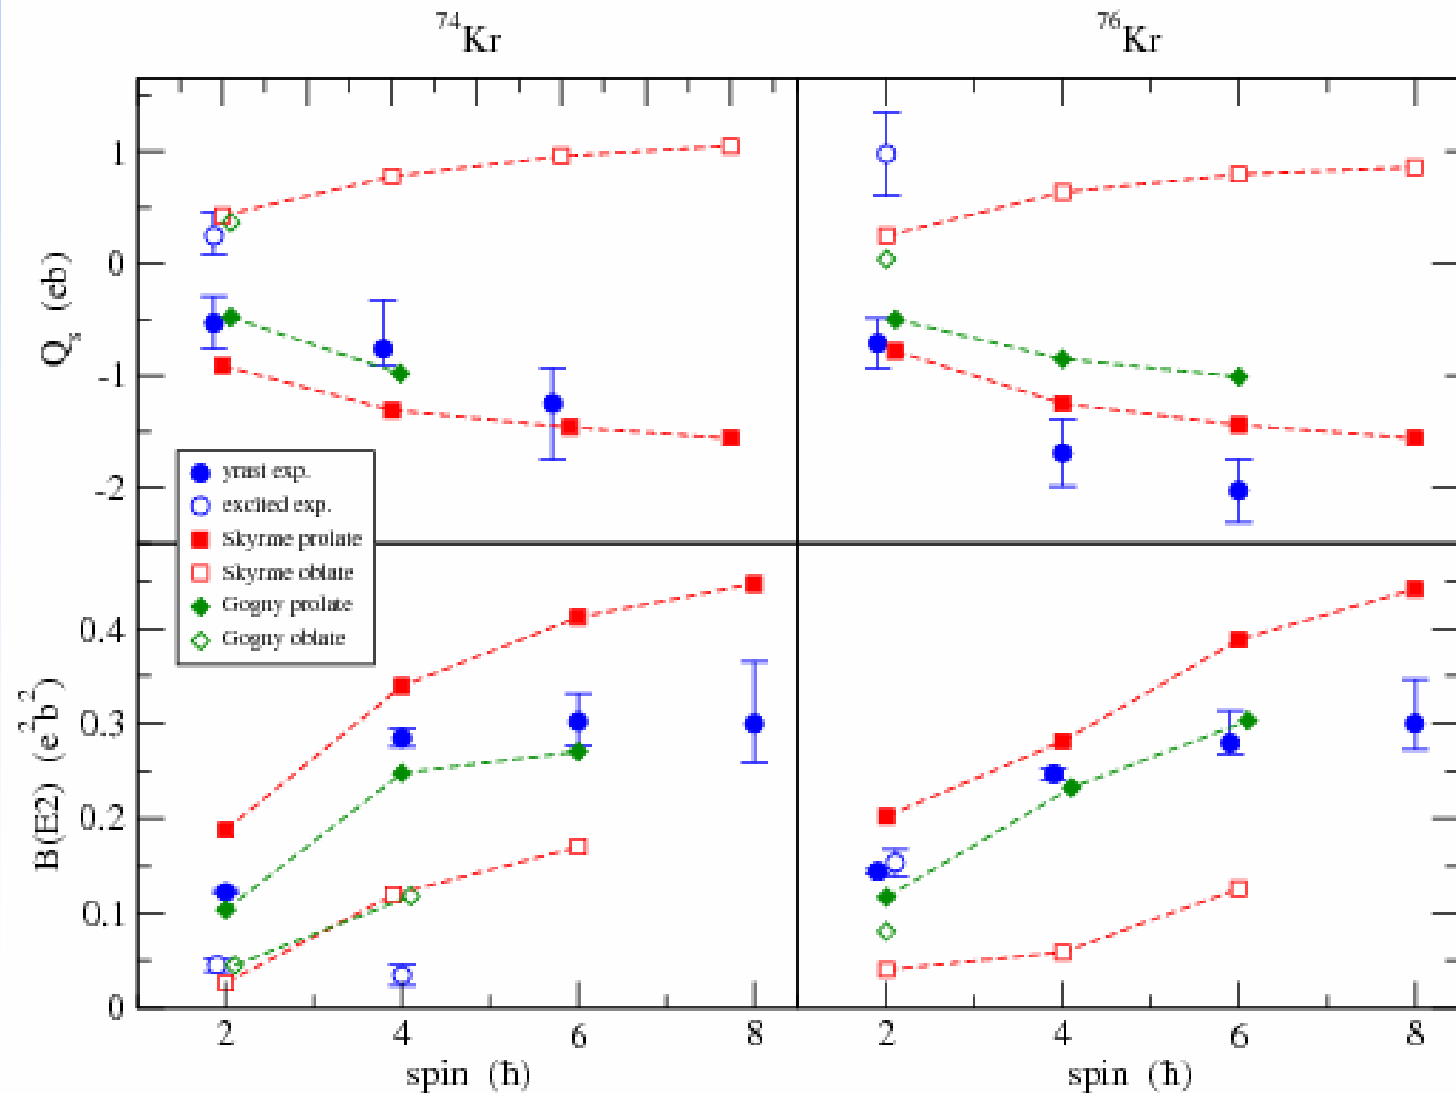 ⁷⁴Kr ⁷⁶Kr
1
0
-1
-2
Qₛ (eb)
yrast exp.
excited exp.
Skyrme prolate
Skyrme oblate
Gogny prolate
Gogny oblate
0.4
0.3
0.2
0.1
0
B(E2) (e²b²)
2 4 6 8 2 4 6 8
spin (ħ) spin (ħ)